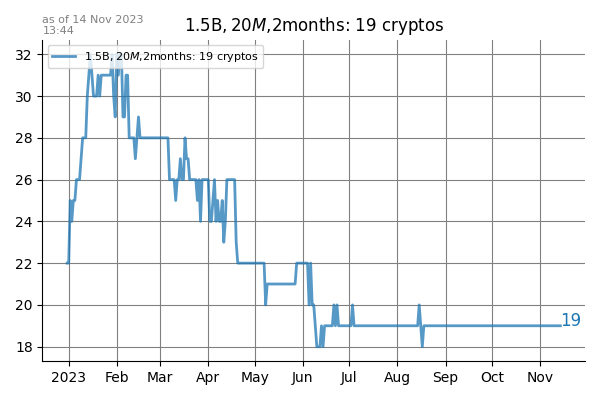 as of 14 Nov 2023
13:44
1.5B, 20M,2months: 19 cryptos
1.5B, 20M,2months: 19 cryptos
32
30
28
26
24
22
20
18
19
2023 Feb Mar Apr May Jun Jul Aug Sep Oct Nov